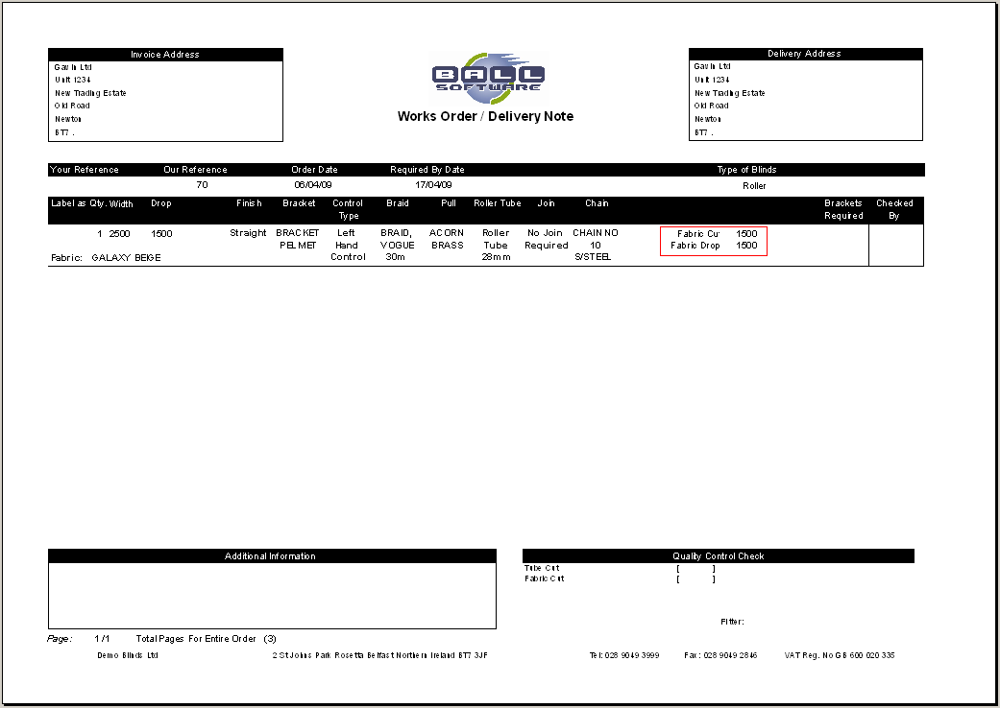 Invoice Address
Gavin Ltd
Unit 1234
New Trading Estate
Old Road
Newton
BT7 .
BALL
SOFTWARE
Works Order / Delivery Note
Delivery Address
Gavin Ltd
Unit 1234
New Trading Estate
Old Road
Newton
BT7 .
Your Reference Our Reference Order Date Required By Date Type of Blinds
70 06/04/09 17/04/09 Roller
Label as Qty. Width Drop Finish Bracket Control Braid Pull Roller Tube Join Chain Brackets Checked
Type Required By
1 2500 1500 Straight BRACKET Left BRAID, ACORN Roller No Join CHAIN NO Fabric Cut 1500
PELMET Hand VOGUE BRASS Tube Required 10 Fabric Drop 1500
Fabric: GALAXY BEIGE Control 30m 28mm S/STEEL
Additional Information
Quality Control Check
Tube Cut [ ]
Fabric Cut [ ]
Fitter:
Page: 1 /1 Total Pages For Entire Order (3)
Demo Blinds Ltd 2 St Johns Park Rosetta Belfast Northern Ireland BT7 3JF Tel: 028 9049 3999 Fax: 028 9049 2846 VAT Reg. No GB 600 020 335